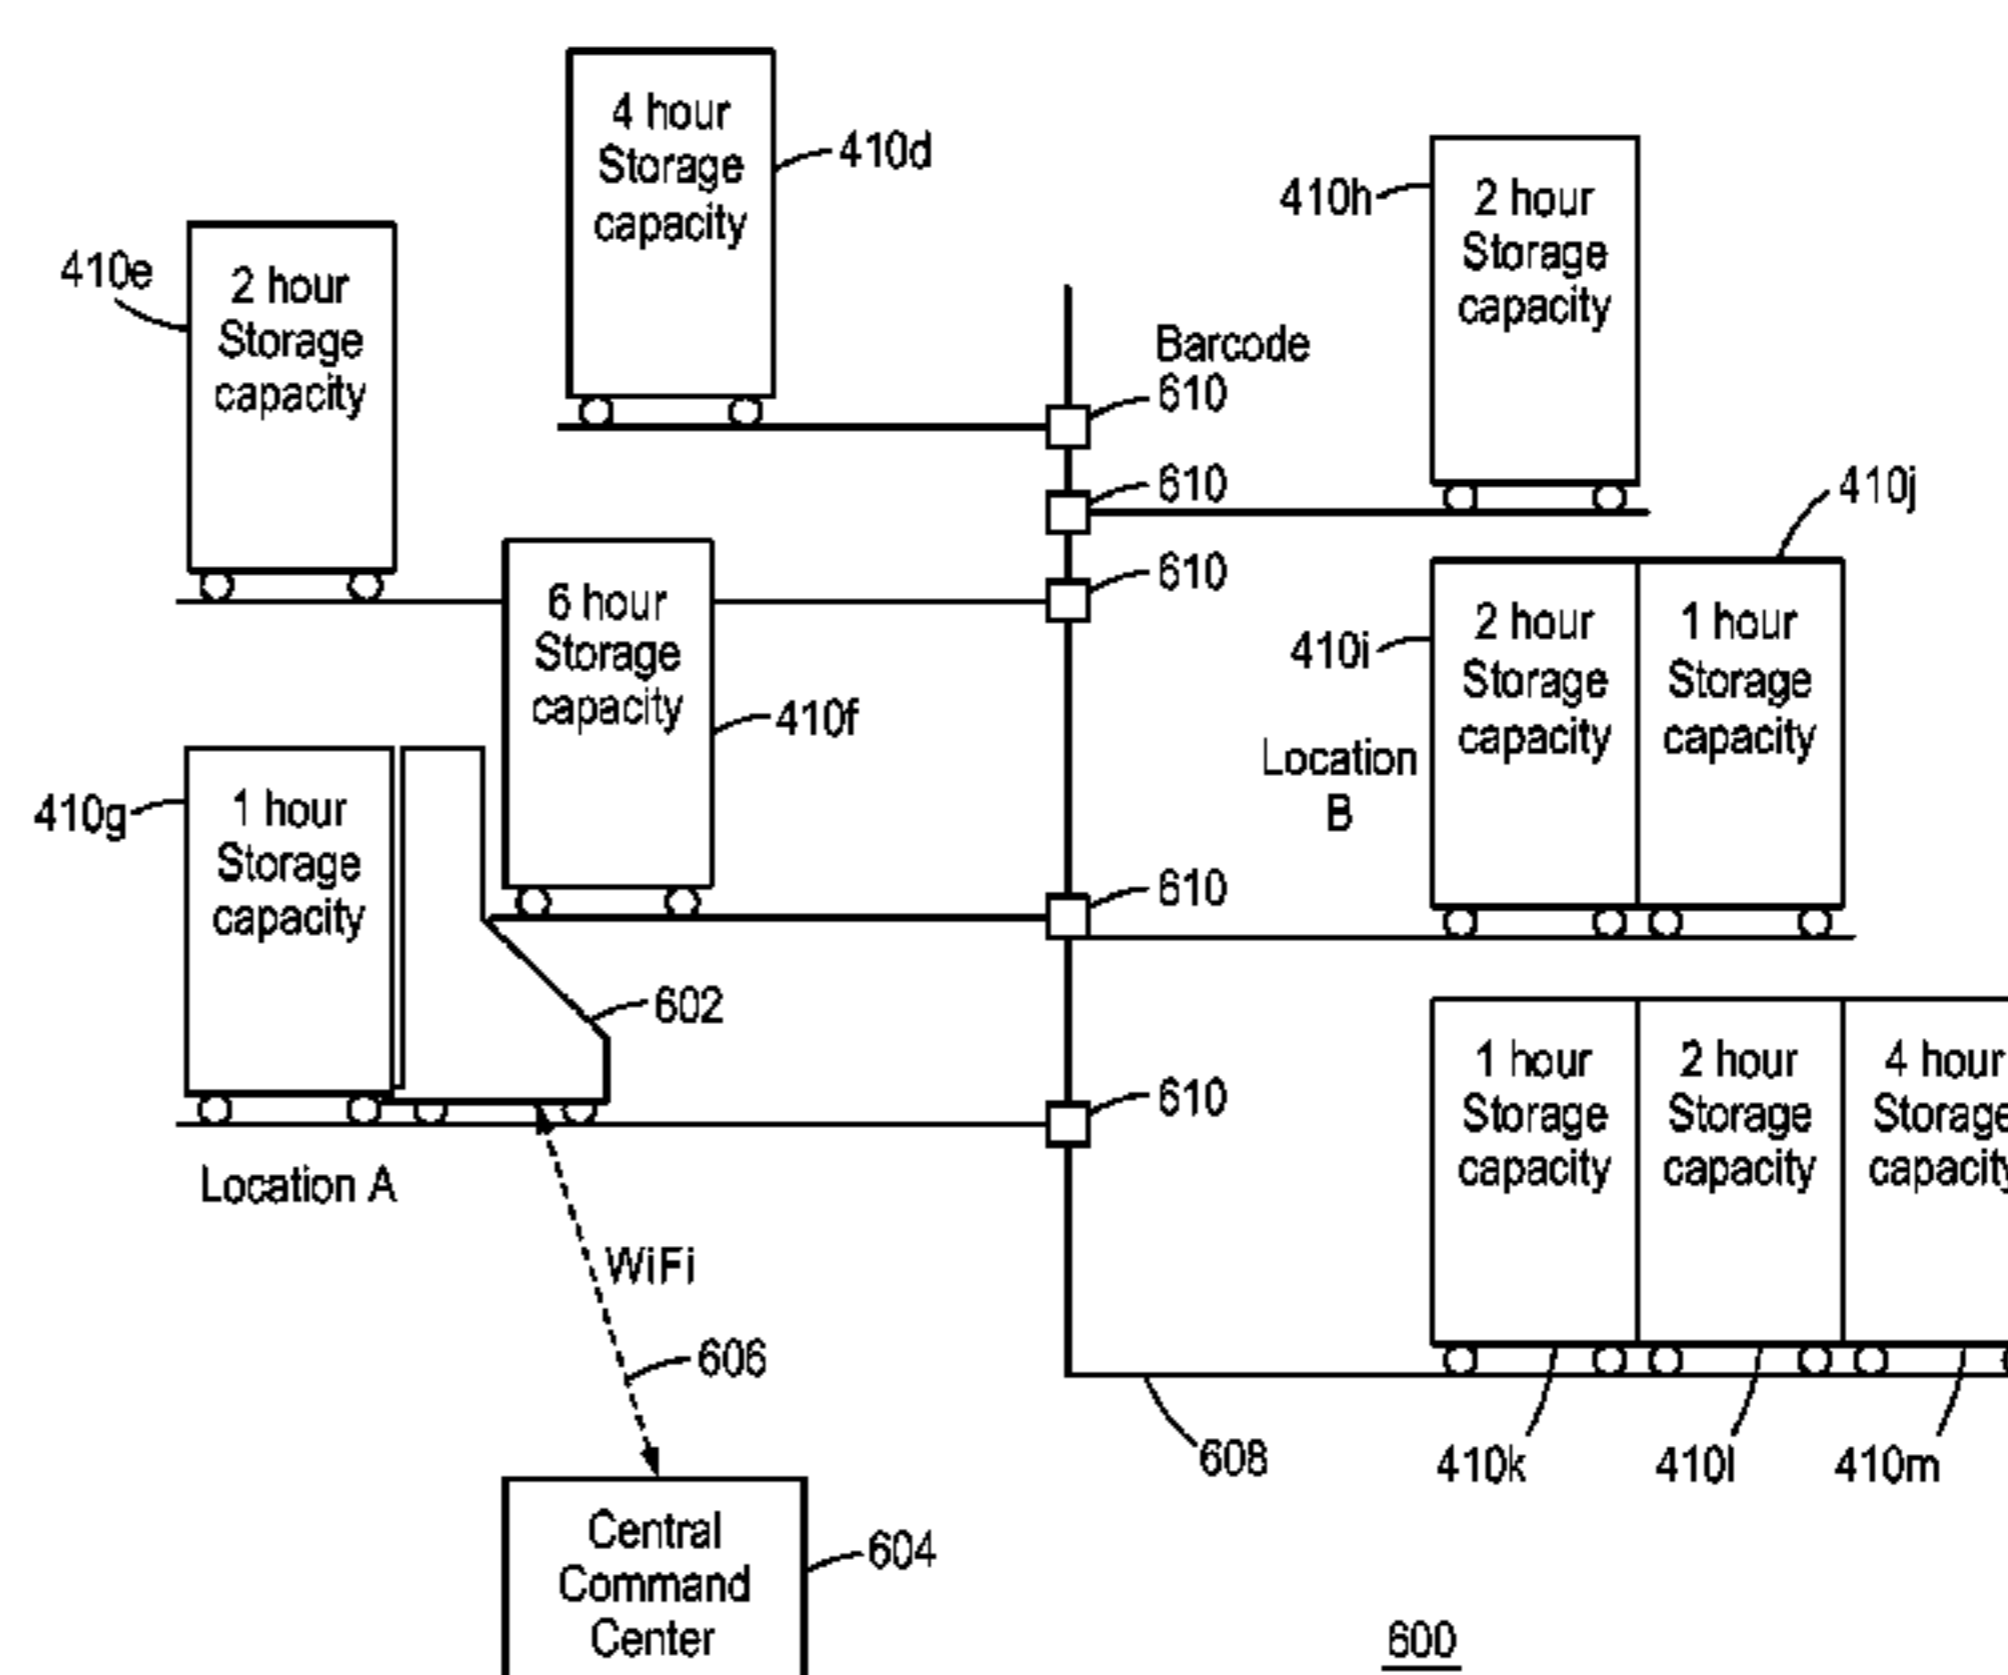 4 hour
Storage
capacity
410d
410h
2 hour
Storage
capacity
410e
2 hour
Storage
capacity
Barcode
610
610
410j
610
6 hour
Storage
capacity
410f
410i
2 hour
Storage
capacity
1 hour
Storage
capacity
Location
B
410g
1 hour
Storage
capacity
610
602
610
1 hour
Storage
capacity
2 hour
Storage
capacity
4 hour
Storage
capacity
Location A
WiFi
606
608
410k
410l
410m
Central
Command
Center
604
600